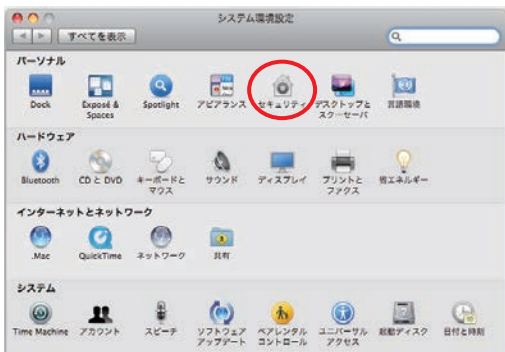 システム環境設定
すべてを表示
パーソナル
Dock
Exposé &
Spaces
Spotlight
アピアランス
セキュリティ
デスクトップと
スクリーンセーバ
言語環境
ハードウェア
Bluetooth
CD と DVD
キーボードと
マウス
サウンド
ディスプレイ
プリントと
ファクス
省エネルギー
インターネットとネットワーク
.Mac
QuickTime
ネットワーク
共有
システム
Time Machine
アカウント
スピーチ
ソフトウェア
アップデート
ペアレンタル
コントロール
ユニバーサル
アクセス
起動ディスク
日付と時刻